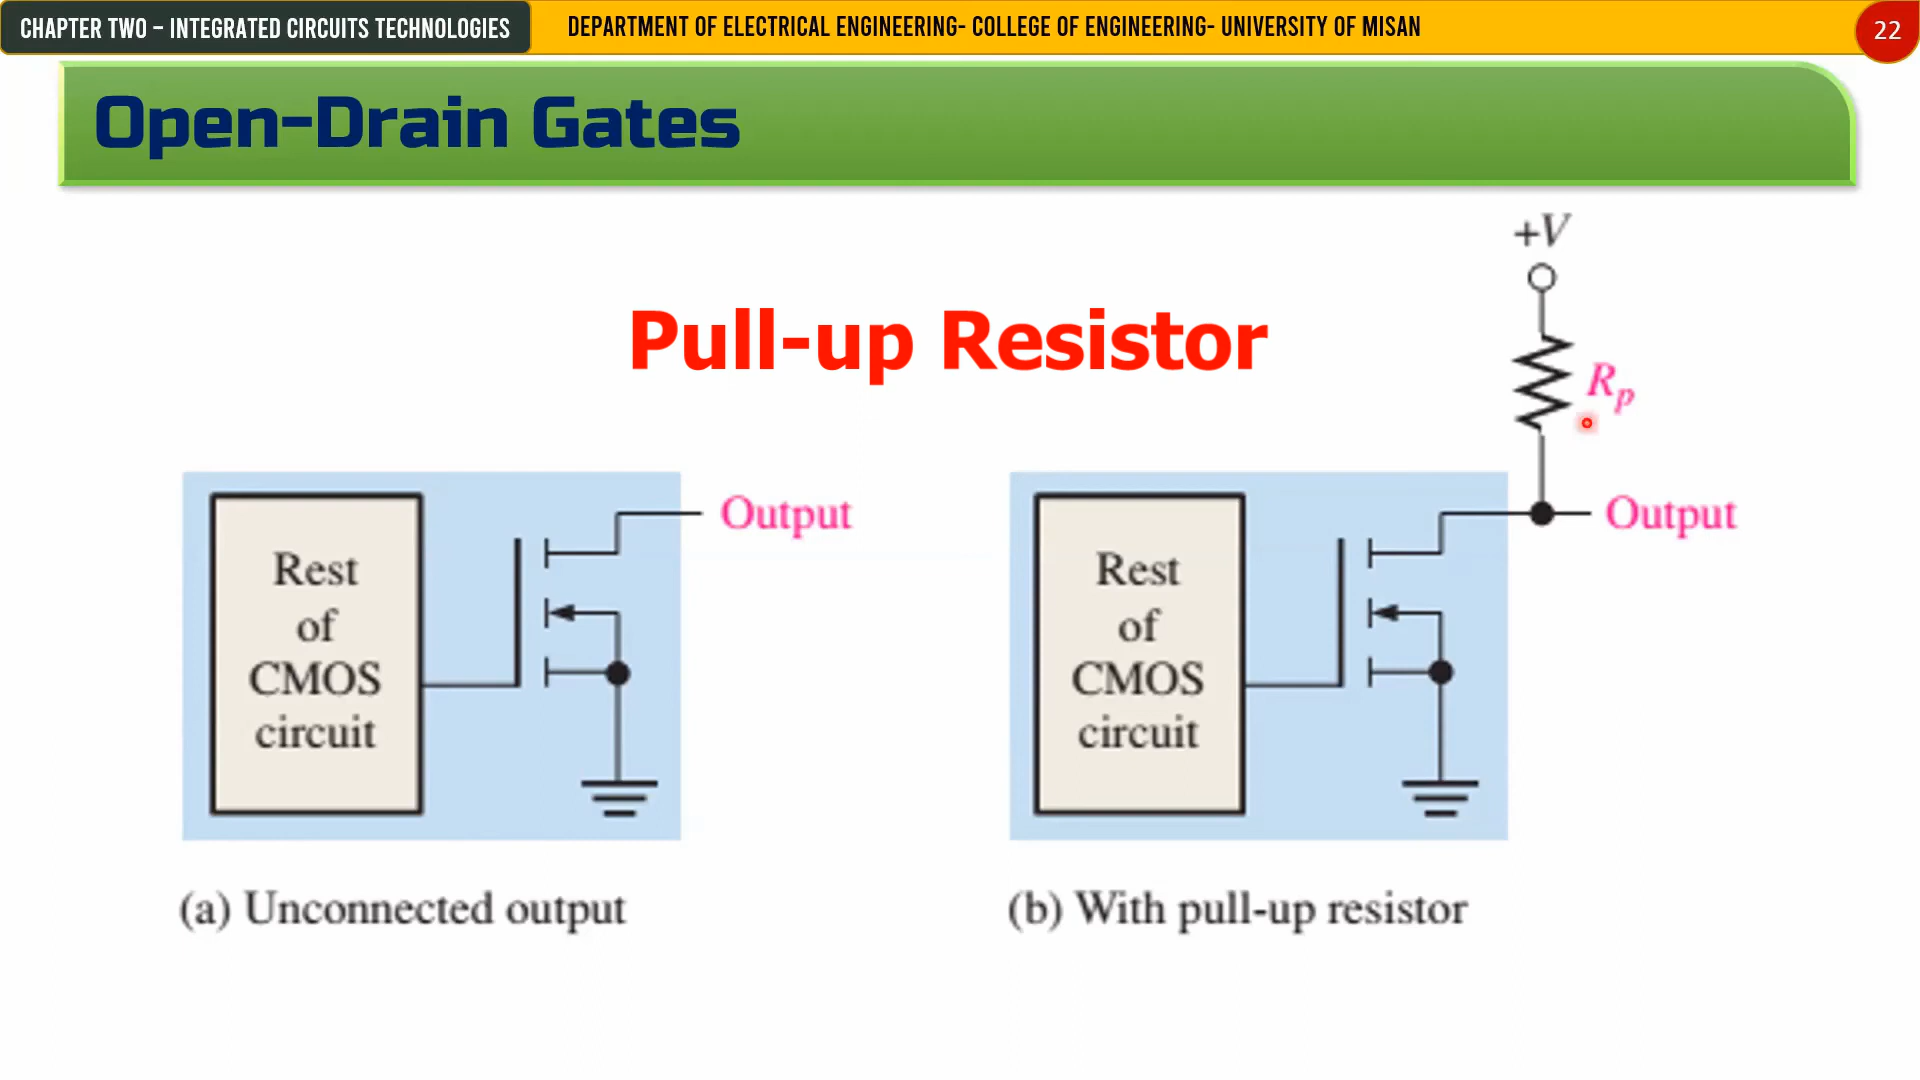 CHAPTER TWO – INTEGRATED CIRCUITS TECHNOLOGIES
DEPARTMENT OF ELECTRICAL ENGINEERING- COLLEGE OF ENGINEERING- UNIVERSITY OF MISAN
22
Open-Drain Gates
+V
Pull-up Resistor
Rp
Output
Output
Rest
of
CMOS
circuit
Rest
of
CMOS
circuit
(a) Unconnected output
(b) With pull-up resistor